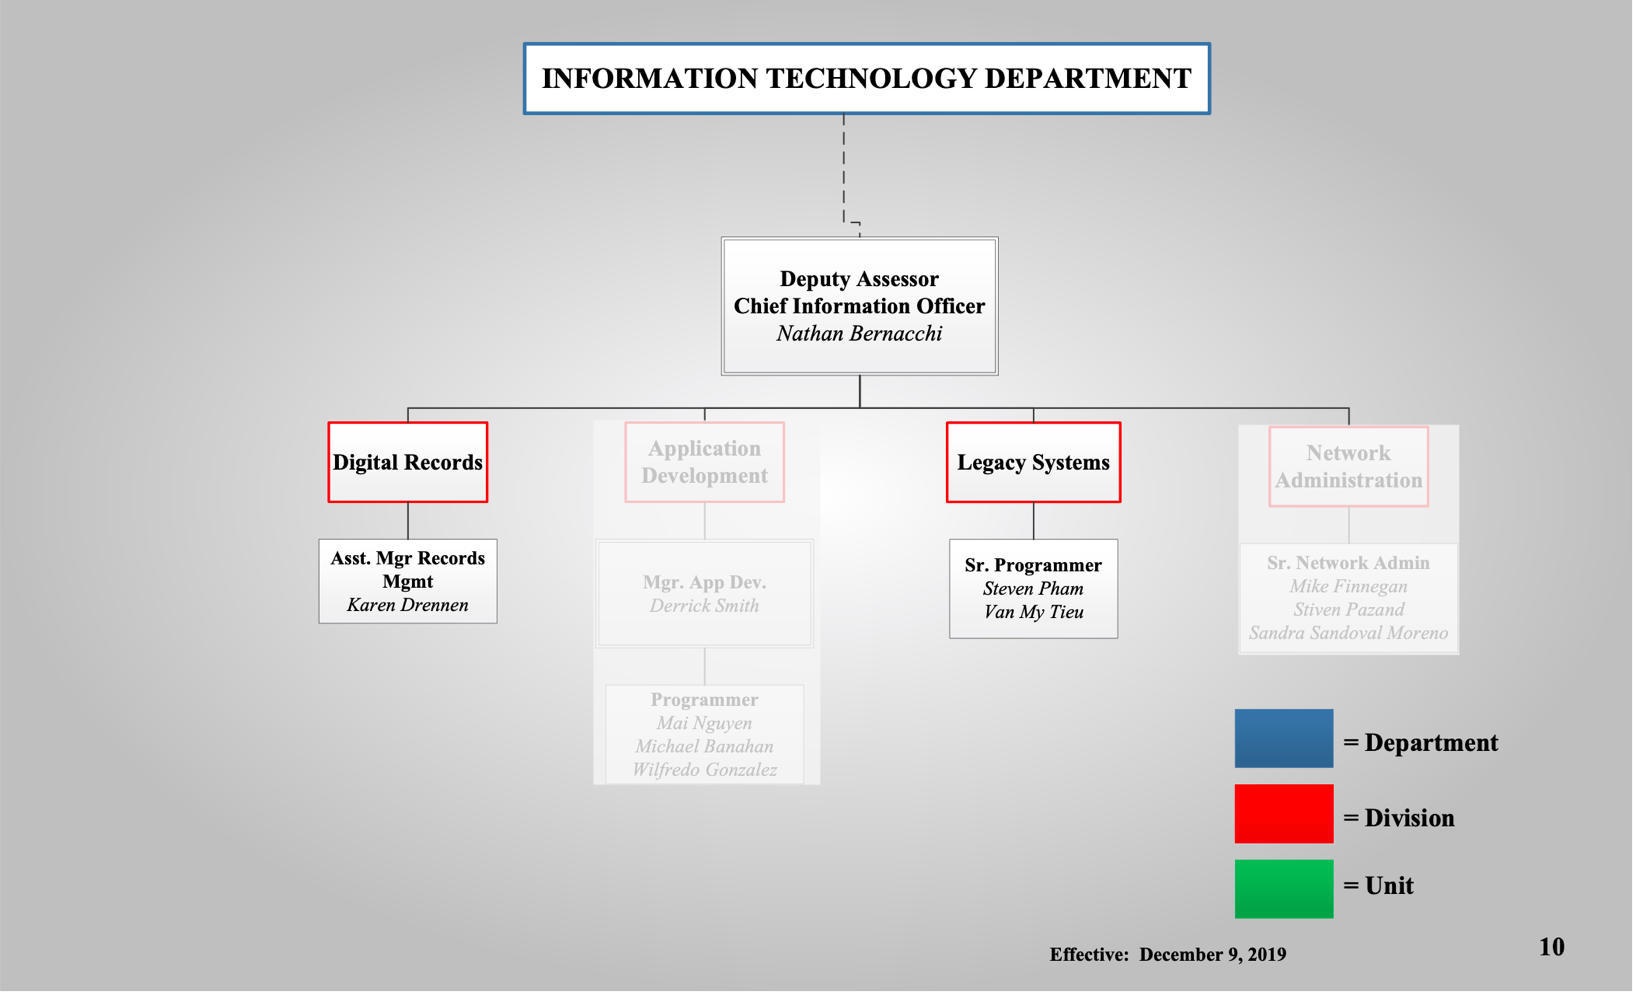 INFORMATION TECHNOLOGY DEPARTMENT
Deputy Assessor
Chief Information Officer
Nathan Bernacchi
Digital Records
Asst. Mgr Records
Mgmt
Karen Drennen
Application
Development
Mgr. App Dev.
Derrick Smith
Programmer
Mai Nguyen
Michael Banahan
Wilfredo Gonzalez
Legacy Systems
Sr. Programmer
Steven Pham
Van My Tieu
Network
Administration
Sr. Network Admin
Mike Finnegan
Stiven Pazand
Sandra Sandoval Moreno
= Department
= Division
= Unit
Effective:  December 9, 2019
10